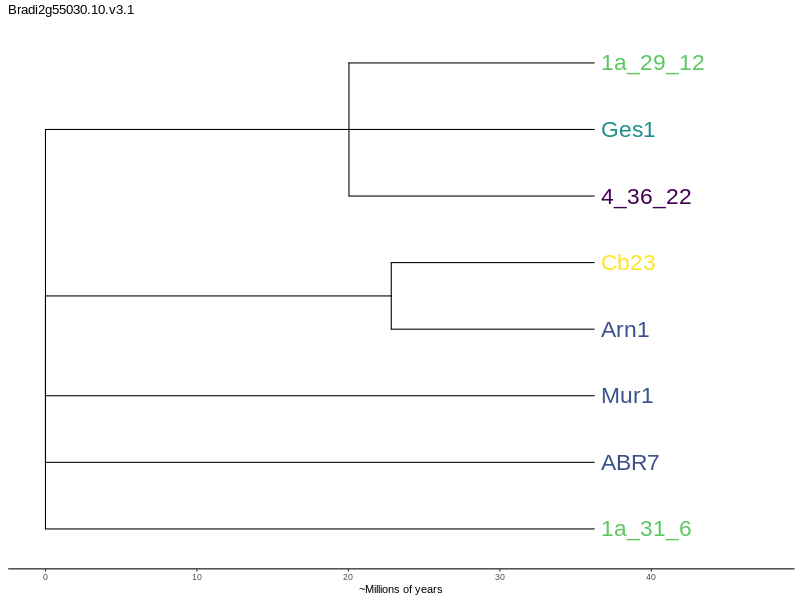 Bradi2g55030.10.v3.1
1a_29_12
Ges1
4_36_22
Cb23
Arn1
Mur1
ABR7
1a_31_6
0 10 20 30 40
~Millions of years